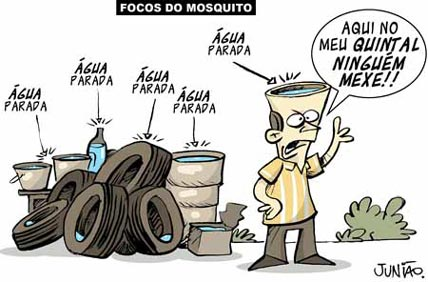 FOCOS DO MOSQUITO
ÁGUA
PARADA
ÁGUA
PARADA
ÁGUA
PARADA
ÁGUA
PARADA
ÁGUA
PARADA
AQUI NO
MEU QUINTAL
NINGUÉM
MEXE!!
JUNIÃO.